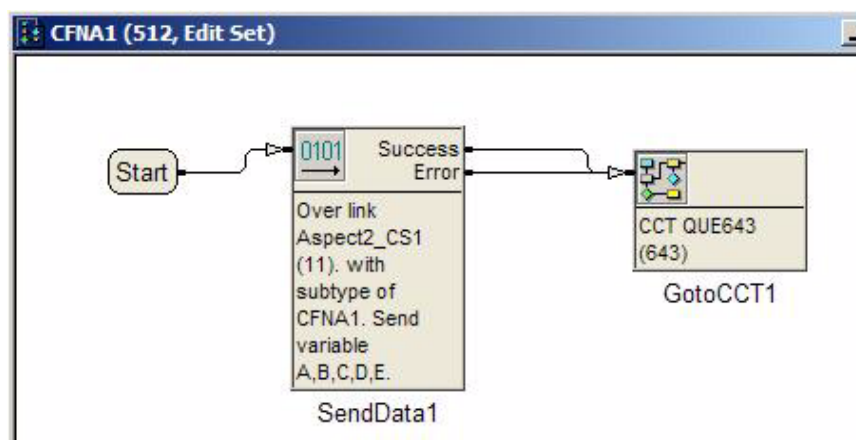 CFNA1 (512, Edit Set)
Start
0101
Success
Error
Over link
Aspect2_CS1
(11). with
subtype of
CFNA1. Send
variable
A,B,C,D,E.
SendData1
CCT QUE643
(643)
GotoCCT1